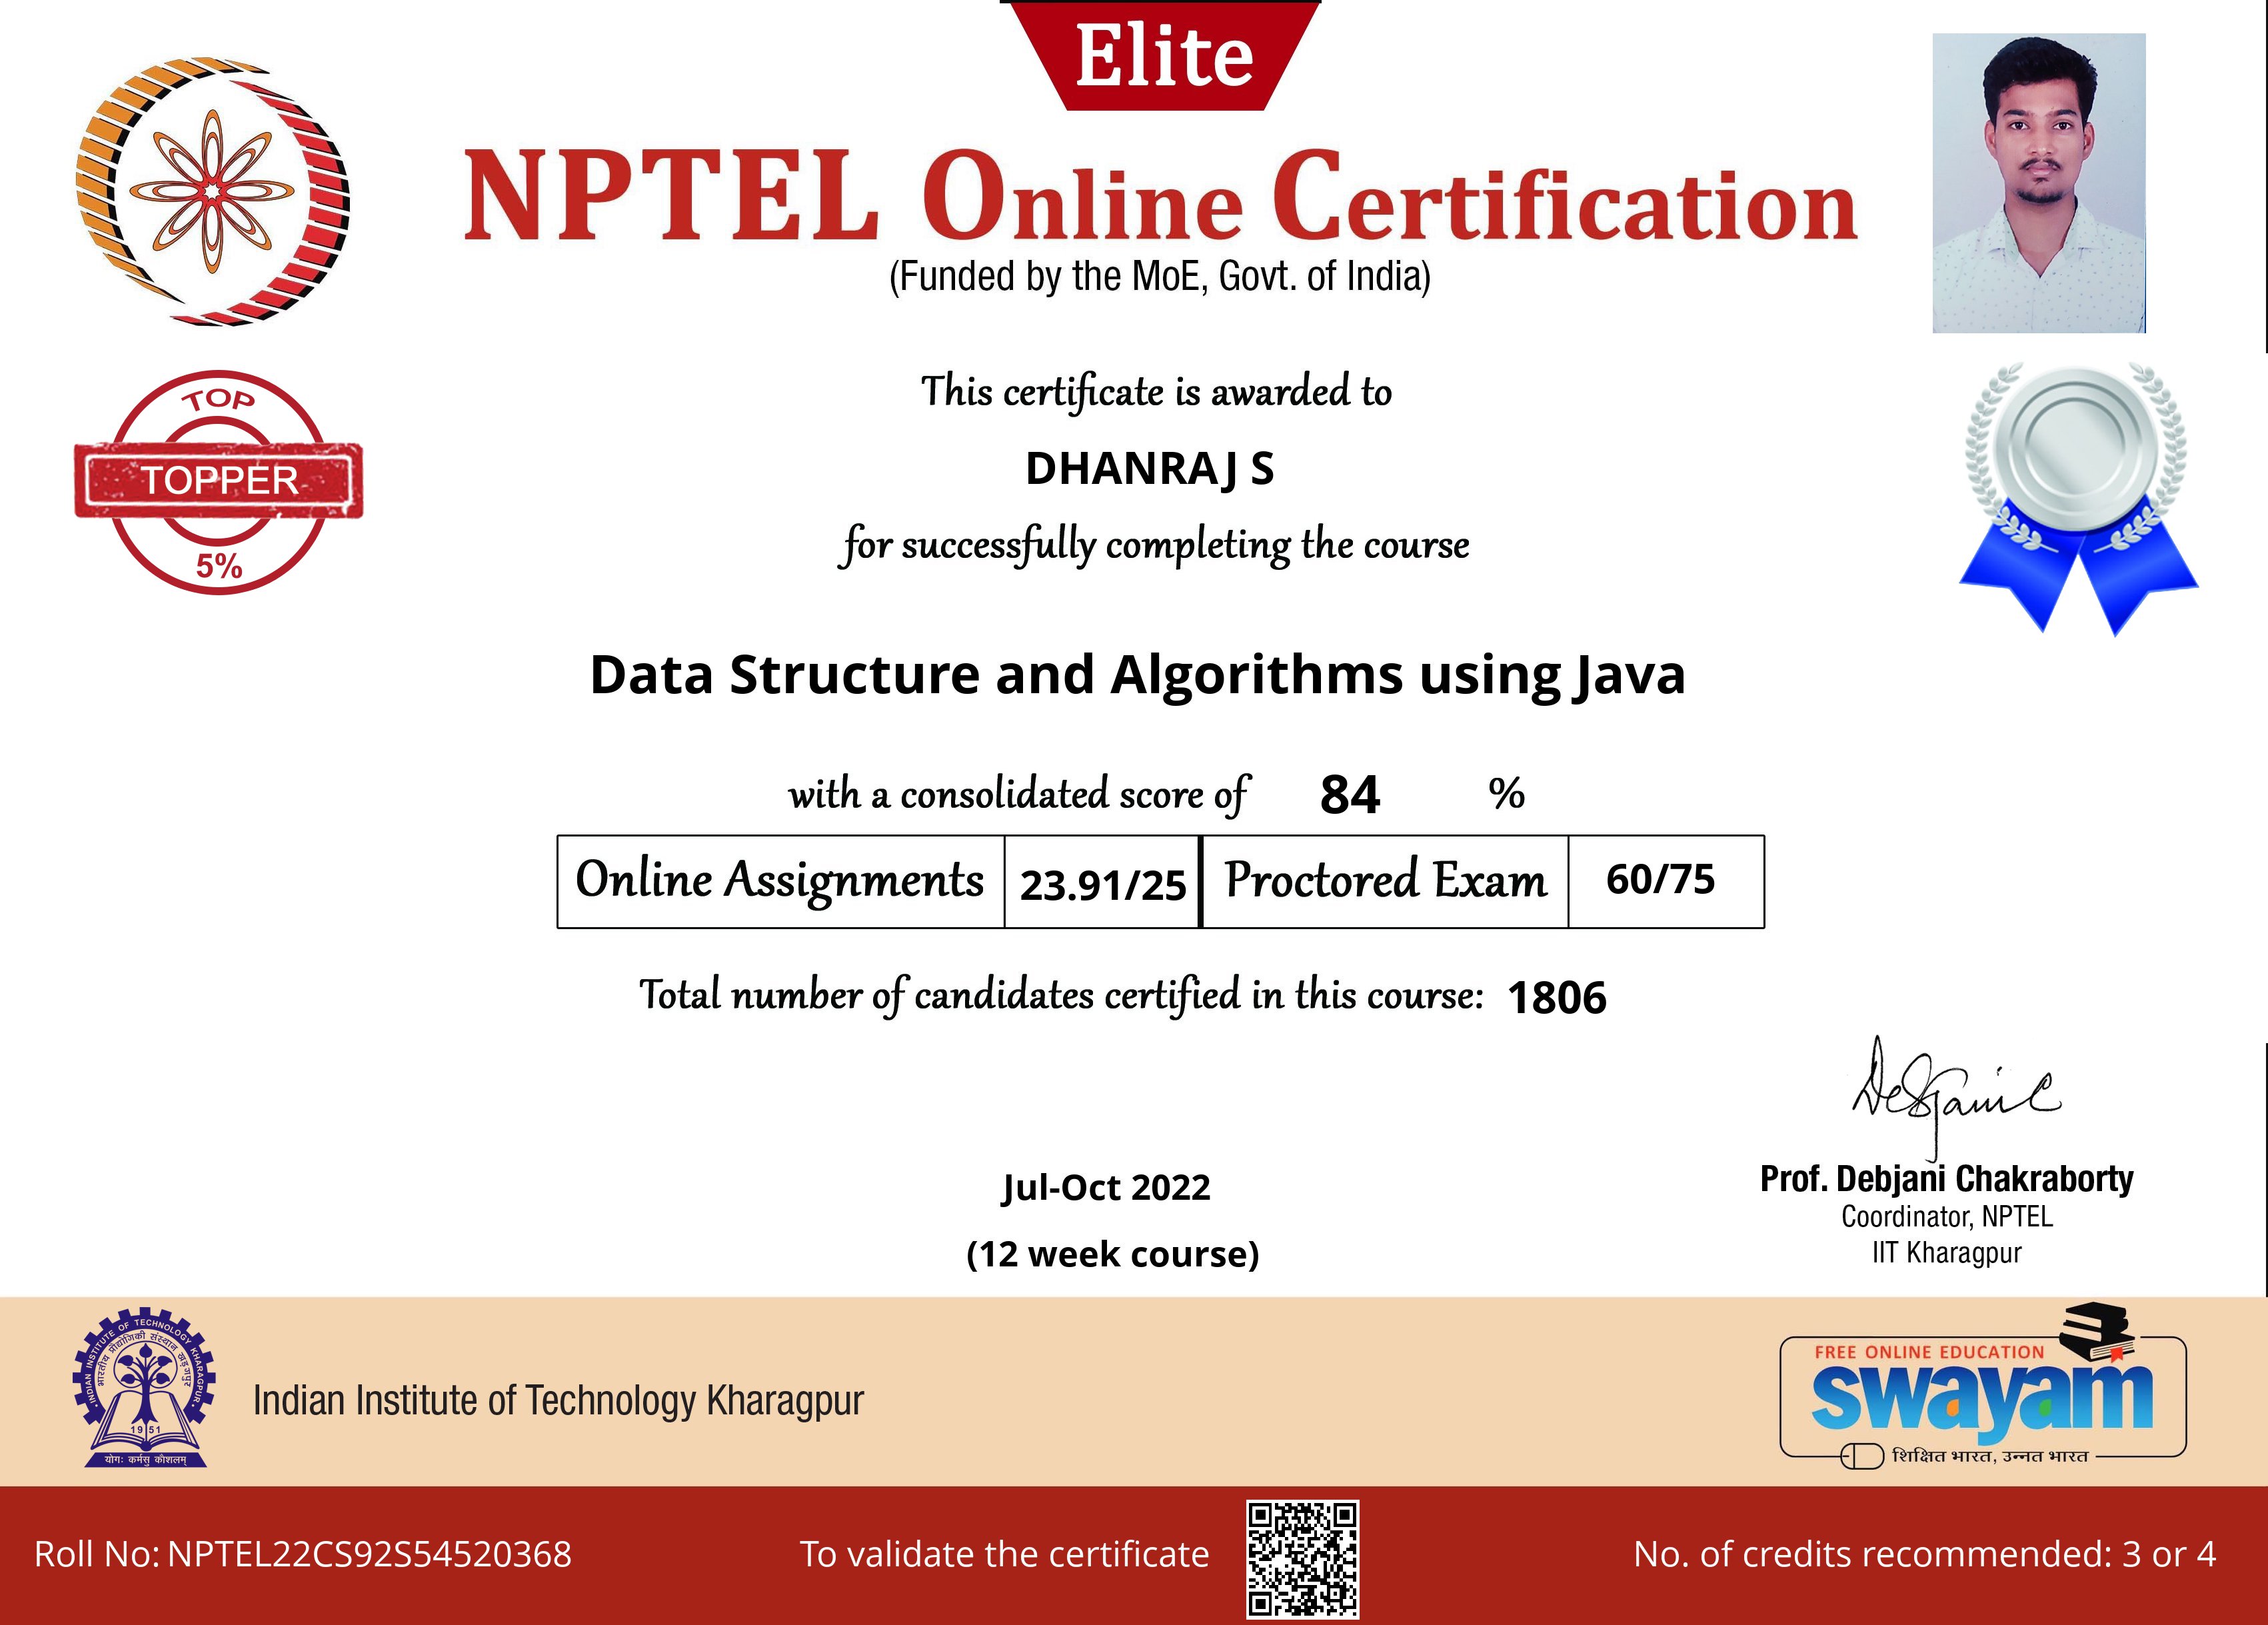 Elite
NPTEL Online Certification
(Funded by the MoE, Govt. of India)
TOP
TOPPER
5%
This certificate is awarded to
DHANRAJ S
for successfully completing the course
Data Structure and Algorithms using Java
with a consolidated score of 84 %
Online Assignments 23.91/25 Proctored Exam 60/75
Total number of candidates certified in this course: 1806
Debjani C
Prof. Debjani Chakraborty
Coordinator, NPTEL
IIT Kharagpur
Jul-Oct 2022
(12 week course)
INDIAN INSTITUTE OF TECHNOLOGY KHARAGPUR
भारतीय प्रौद्योगिकी संस्थान खड़गपुर
1951
योगः कर्मसु कौशलम्
Indian Institute of Technology Kharagpur
FREE ONLINE EDUCATION
swayam
शिक्षित भारत, उन्नत भारत
Roll No: NPTEL22CS92S54520368
To validate the certificate
No. of credits recommended: 3 or 4